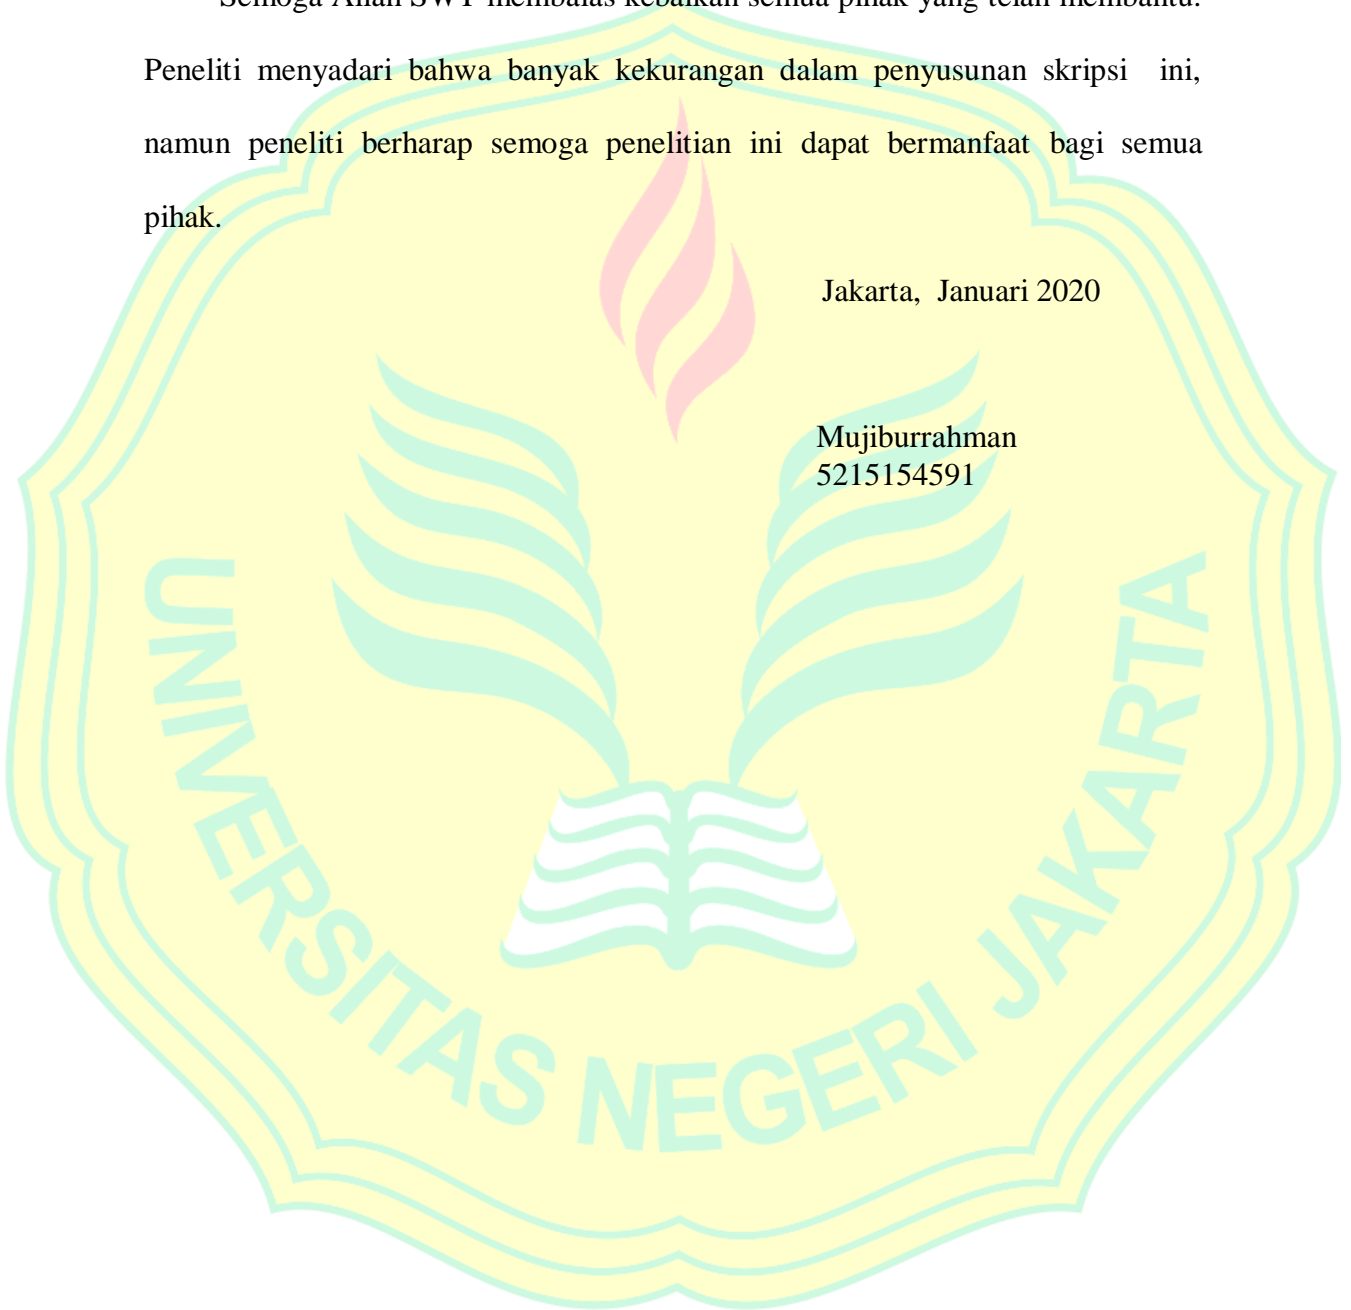 Semoga Allah SWT membalas kebaikan semua pihak yang telah membantu.
Peneliti menyadari bahwa banyak kekurangan dalam penyusunan skripsi ini,
namun peneliti berharap semoga penelitian ini dapat bermanfaat bagi semua
pihak.
Jakarta, Januari 2020
Mujiburrahman
5215154591
UNIVERSITAS NEGERI JAKARTA